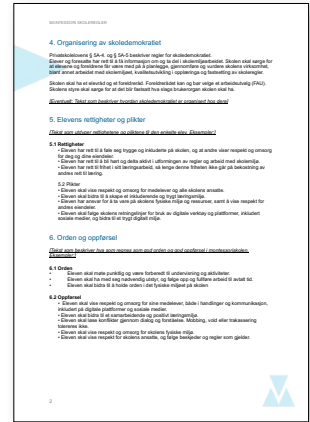 MONTESSORI SKOLEREGLER
4. Organisering av skoledemokratiet
Privatskolelovens § 5A-4. og § 5A-5 beskriver regler for skoledemokratiet.
Elever og foresatte har rett til å få informasjon om og ta del i skolemiljøarbeidet. Skolen skal sørge for
at elevene og foreldrene får være med på å planlegge, gjennomføre og vurdere skolens virksomhet,
blant annet arbeidet med skolemiljøet, kvalitetsutvikling i opplærings og fastsetting av skoleregler.
Skolen skal ha et elevråd og et foreldreråd. Foreldrerådet kan og bør velge et arbeidsutvalg (FAU).
Skolens styre skal sørge for at det blir fastsatt hva slags brukerorgan skolen skal ha.
[Eventuelt: Tekst som beskriver hvordan skoledemokratiet er organisert hos dere]
5. Elevens rettigheter og plikter
[Tekst som utdyper rettighetene og pliktene til den enkelte elev. Eksempler:]
5.1 Rettigheter
• Eleven har rett til å føle seg trygge og inkluderte på skolen, og at andre viser respekt og omsorg
for deg og dine eiendeler.
• Eleven har rett til å bli hørt og delta aktivt i utformingen av regler og arbeid med skolemiljø.
• Eleven har rett til frihet i sitt læringsarbeid, så lenge denne friheten ikke går på bekostning av
andres rett til læring.
5.2 Plikter
• Eleven skal vise respekt og omsorg for medelever og alle skolens ansatte.
• Eleven skal bidra til å skape et inkluderende og trygt læringsmiljø.
• Eleven har ansvar for å ta vare på skolens fysiske miljø og ressurser, samt å vise respekt for
andres eiendeler.
• Eleven skal følge skolens retningslinjer for bruk av digitale verktøy og plattformer, inkludert
sosiale medier, og bidra til et trygt digitalt miljø.
6. Orden og oppførsel
[Tekst som beskriver hva som regnes som god orden og god oppførsel i montessoriskolen.
Eksempler:]
6.1 Orden
• Eleven skal møte punktlig og være forberedt til undervisning og aktiviteter.
• Eleven skal ha med seg nødvendig utstyr, og følge opp og fullføre arbeid til avtalt tid.
• Eleven skal bidra til å holde orden i det fysiske miljøet på skolen
6.2 Oppførsel
• Eleven skal vise respekt og omsorg for sine medelever, både i handlinger og kommunikasjon,
inkludert på digitale plattformer og sosiale medier.
• Eleven skal bidra til et samarbeidende og positivt læringsmiljø.
• Eleven skal løse konflikter gjennom dialog og forståelse. Mobbing, vold eller trakassering
tolereres ikke.
• Eleven skal vise respekt og omsorg for skolens fysiske miljø.
• Eleven skal vise respekt for skolens ansatte, og følge beskjeder og regler som gjelder.
2